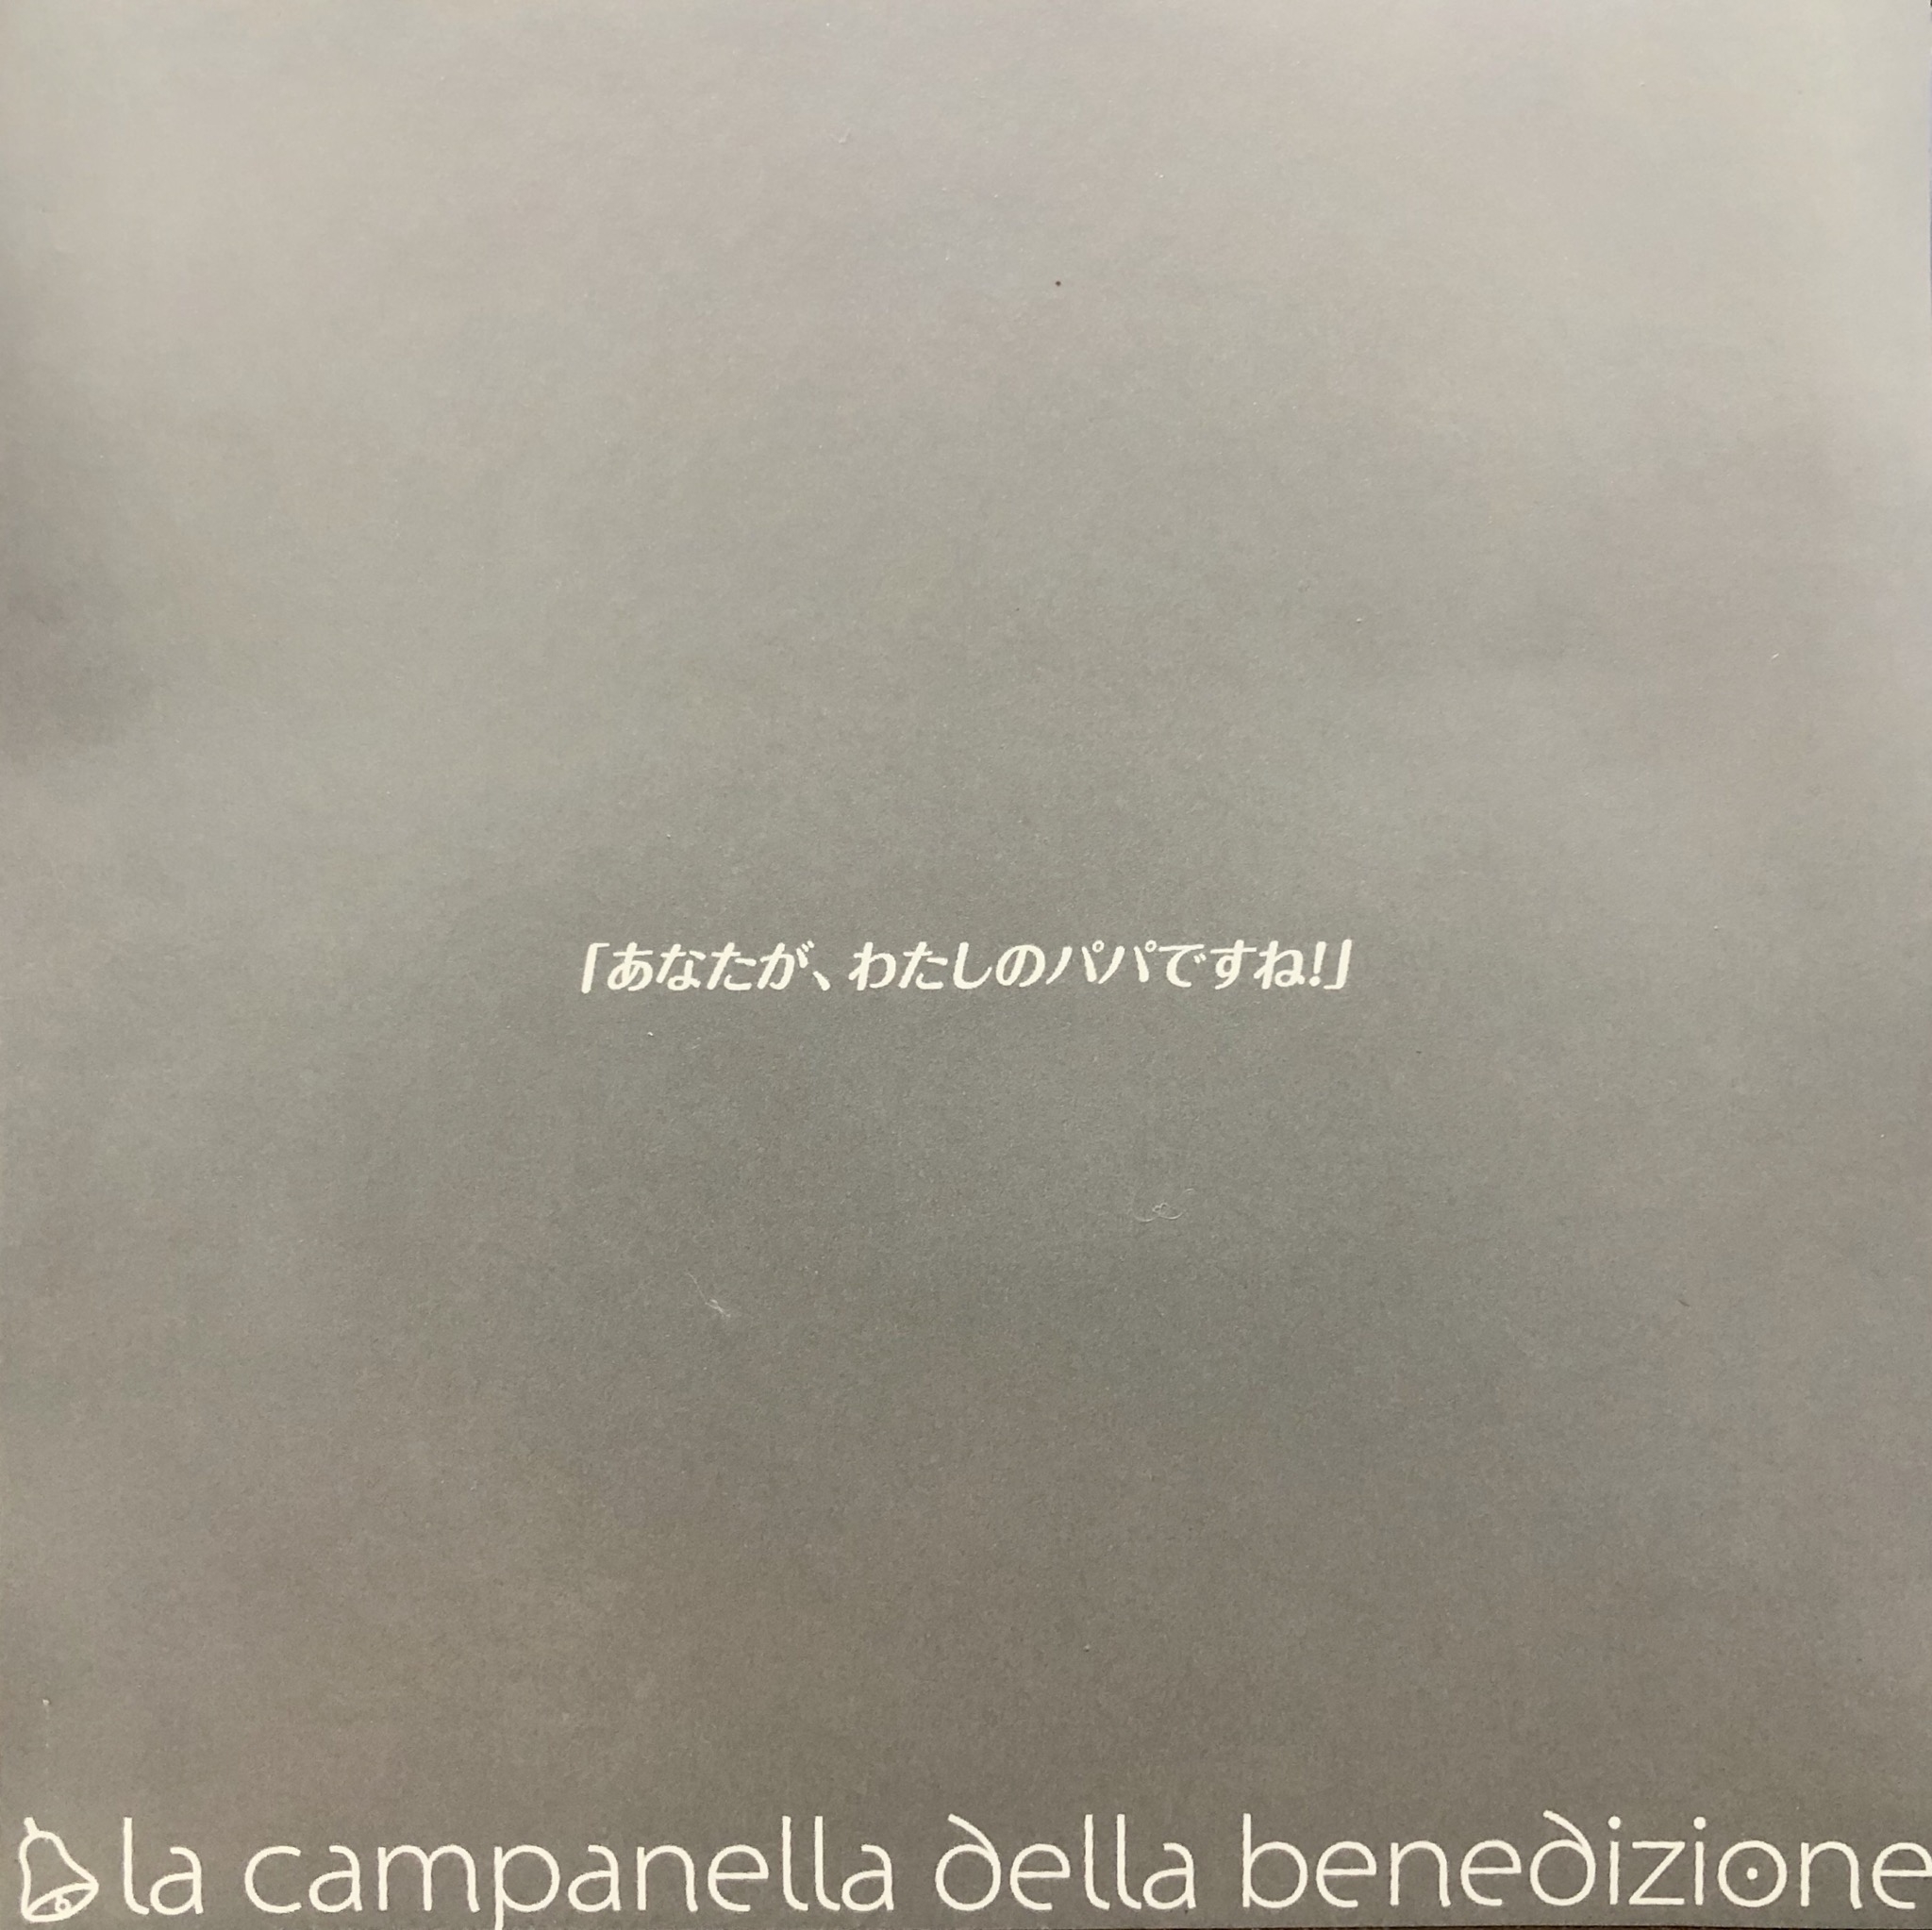 「あなたが、わたしのパパですね!」
la campanella della benedizione